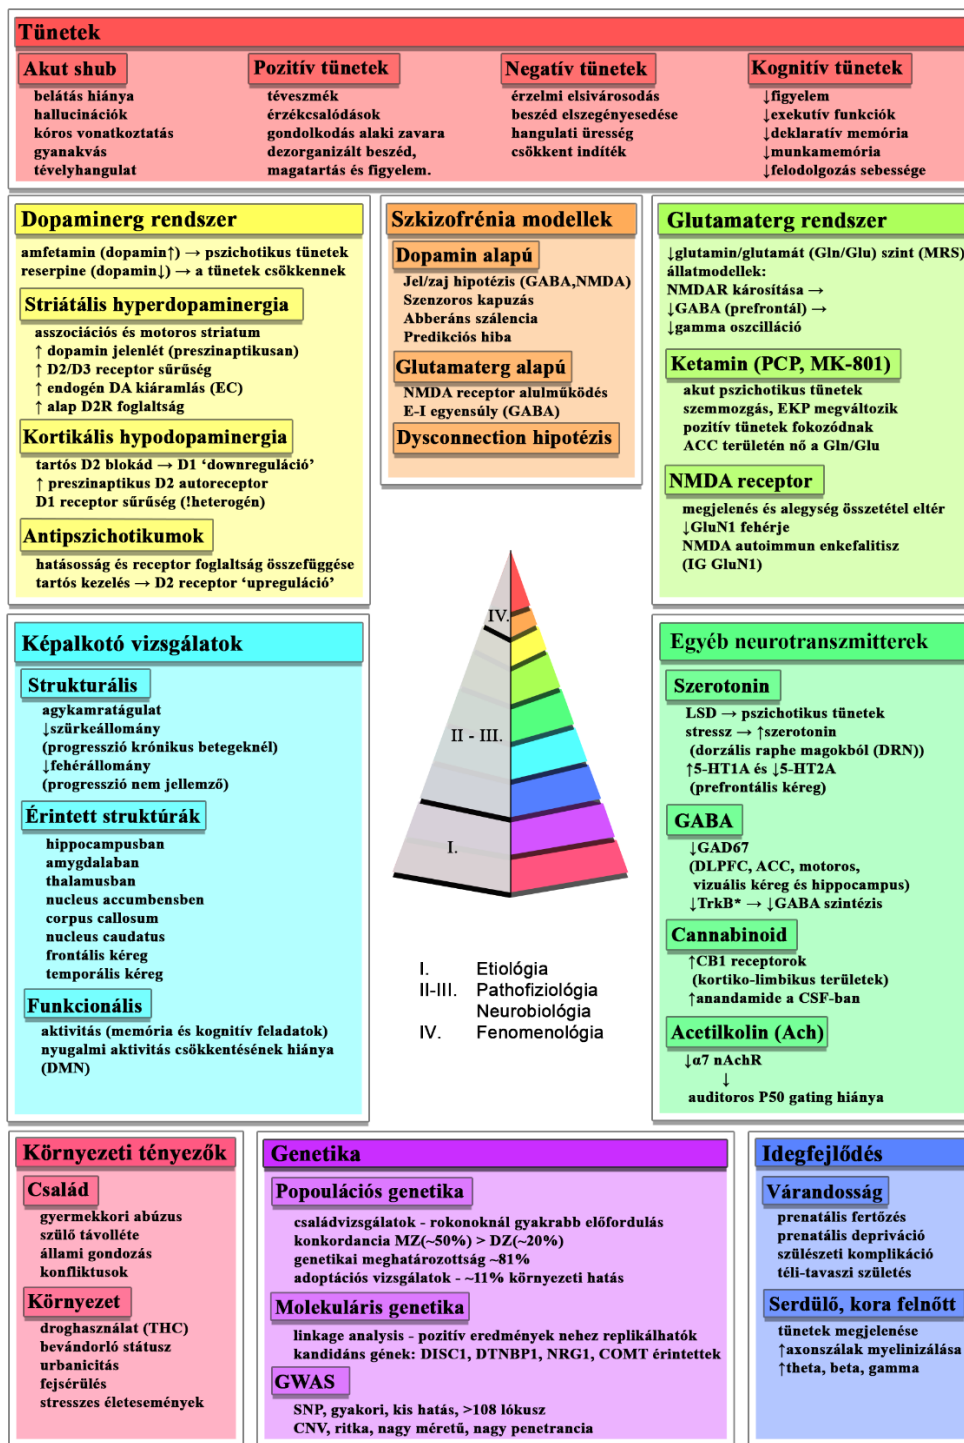 Tünetek
Akut shub
belátás hiánya
hallucinációk
kóros vonatkoztatás
gyanakvás
tévelyhangulat
Pozitív tünetek
téveszmék
érzékcsalódások
gondolkodás alaki zavara
dezorganizált beszéd,
magatartás és figyelem.
Negatív tünetek
érzelmi elsivárosodás
beszéd elszegényesedése
hangulati üresség
csökkent indíték
Kognitív tünetek
↓figyelem
↓exekutív funkciók
↓deklaratív memória
↓munkamemória
↓felodolgozás sebessége
Dopaminerg rendszer
amfetamin (dopamin↑) → pszichotikus tünetek
reserpine (dopamin↓) → a tünetek csökkennek
Striátális hyperdopaminergia
asszociációs és motoros striatum
↑ dopamin jelenlét (preszinaptikusan)
↑ D2/D3 receptor sűrűség
↑ endogén DA kiáramlás (EC)
↑ alap D2R foglaltság
Kortikális hypodopaminergia
tartós D2 blokád → D1 ‘downreguláció’
↑ preszinaptikus D2 autoreceptor
D1 receptor sűrűség (!heterogén)
Antipszichotikumok
hatásosság és receptor foglaltság összefüggése
tartós kezelés → D2 receptor ‘upreguláció’
Szkizofrénia modellek
Dopamin alapú
Jel/zaj hipotézis (GABA,NMDA)
Szenzoros kapuzás
Abberáns szálencia
Predikciós hiba
Glutamaterg alapú
NMDA receptor alulműködés
E-I egyensúly (GABA)
Dysconnection hipotézis
Glutamaterg rendszer
↓glutamin/glutamát (Gln/Glu) szint (MRS)
állatmodellek:
NMDAR károsítása →
↓GABA (prefrontál) →
↓gamma oszcilláció
Ketamin (PCP, MK-801)
akut pszichotikus tünetek
szemmozgás, EKP megváltozik
pozitív tünetek fokozódnak
ACC területén nő a Gln/Glu
NMDA receptor
megjelenés és alegység összetétel eltér
↓GluN1 fehérje
NMDA autoimmun enkefalitisz
(IG GluN1)
Képalkotó vizsgálatok
Strukturális
agykamratágulat
↓szürkeállomány
(progresszió krónikus betegeknél)
↓fehérállomány
(progresszió nem jellemző)
Érintett struktúrák
hippocampusban
amygdalaban
thalamusban
nucleus accumbensben
corpus callosum
nucleus caudatus
frontális kéreg
temporális kéreg
Funkcionális
aktivitás (memória és kognitív feladatok)
nyugalmi aktivitás csökkentésének hiánya
(DMN)
IV.
II - III.
I.
I. Etiológia
II-III. Pathofiziológia
Neurobiológia
IV. Fenomenológia
Egyéb neurotranszmitterek
Szerotonin
LSD → pszichotikus tünetek
stressz → ↑szerotonin
(dorzális raphe magokból (DRN))
↑5-HT1A és ↓5-HT2A
(prefrontális kéreg)
GABA
↓GAD67
(DLPFC, ACC, motoros,
vizuális kéreg és hippocampus)
↓TrkB* → ↓GABA szintézis
Cannabinoid
↑CB1 receptorok
(kortiko-limbikus területek)
↑anandamide a CSF-ban
Acetilkolin (Ach)
↓α7 nAchR
↓
auditoros P50 gating hiánya
Környezeti tényezők
Család
gyermekkori abúzus
szülő távolléte
állami gondozás
konfliktusok
Környezet
droghasználat (THC)
bevándorló státusz
urbanicitás
fejsérülés
stresszes életesemények
Genetika
Popoulációs genetika
családvizsgálatok - rokonoknál gyakrabb előfordulás
konkordancia MZ(~50%) > DZ(~20%)
genetikai meghatározottság ~81%
adoptációs vizsgálatok - ~11% környezeti hatás
Molekuláris genetika
linkage analysis - pozitív eredmények nehez replikálhatók
kandidáns gének: DISC1, DTNBP1, NRG1, COMT érintettek
GWAS
SNP, gyakori, kis hatás, >108 lókusz
CNV, ritka, nagy méretű, nagy penetrancia
Idegfejlődés
Várandosság
prenatális fertőzés
prenatális depriváció
szülészeti komplikáció
téli-tavaszi születés
Serdülő, kora felnőtt
tünetek megjelenése
↑axonszálak myelinizálása
↑theta, beta, gamma